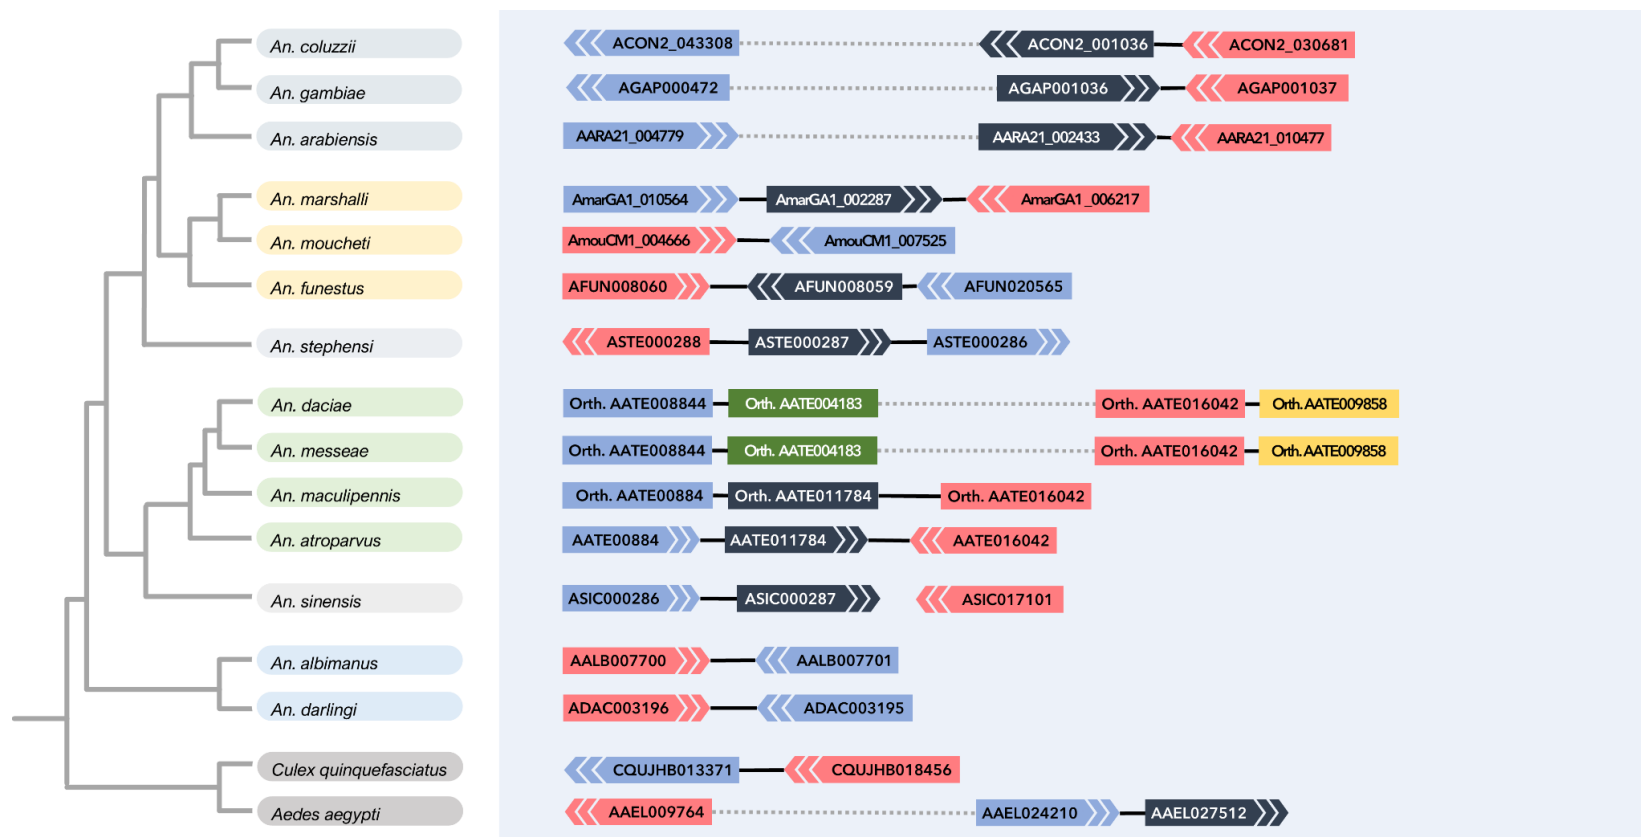 An. coluzzii ACON2_043308 ACON2_001036 ACON2_030681
An. gambiae AGAP000472 AGAP001036 AGAP001037
An. arabiensis AARA21_004779 AARA21_002433 AARA21_010477
An. marshalli AmarGA1_010564 AmarGA1_002287 AmarGA1_006217
An. moucheti AmouCM1_004666 AmouCM1_007525
An. funestus AFUN008060 AFUN008059 AFUN020565
An. stephensi ASTE000288 ASTE000287 ASTE000286
An. daciae Orth. AATE008844 Orth. AATE004183 Orth. AATE016042 Orth. AATE009858
An. messeae Orth. AATE008844 Orth. AATE004183 Orth. AATE016042 Orth. AATE009858
An. maculipennis Orth. AATE00884 Orth. AATE011784 Orth. AATE016042
An. atroparvus AATE00884 AATE011784 AATE016042
An. sinensis ASIC000286 ASIC000287 ASIC017101
An. albimanus AALB007700 AALB007701
An. darlingi ADAC003196 ADAC003195
Culex quinquefasciatus CQUJHB013371 CQUJHB018456
Aedes aegypti AAEL009764 AAEL024210 AAEL027512